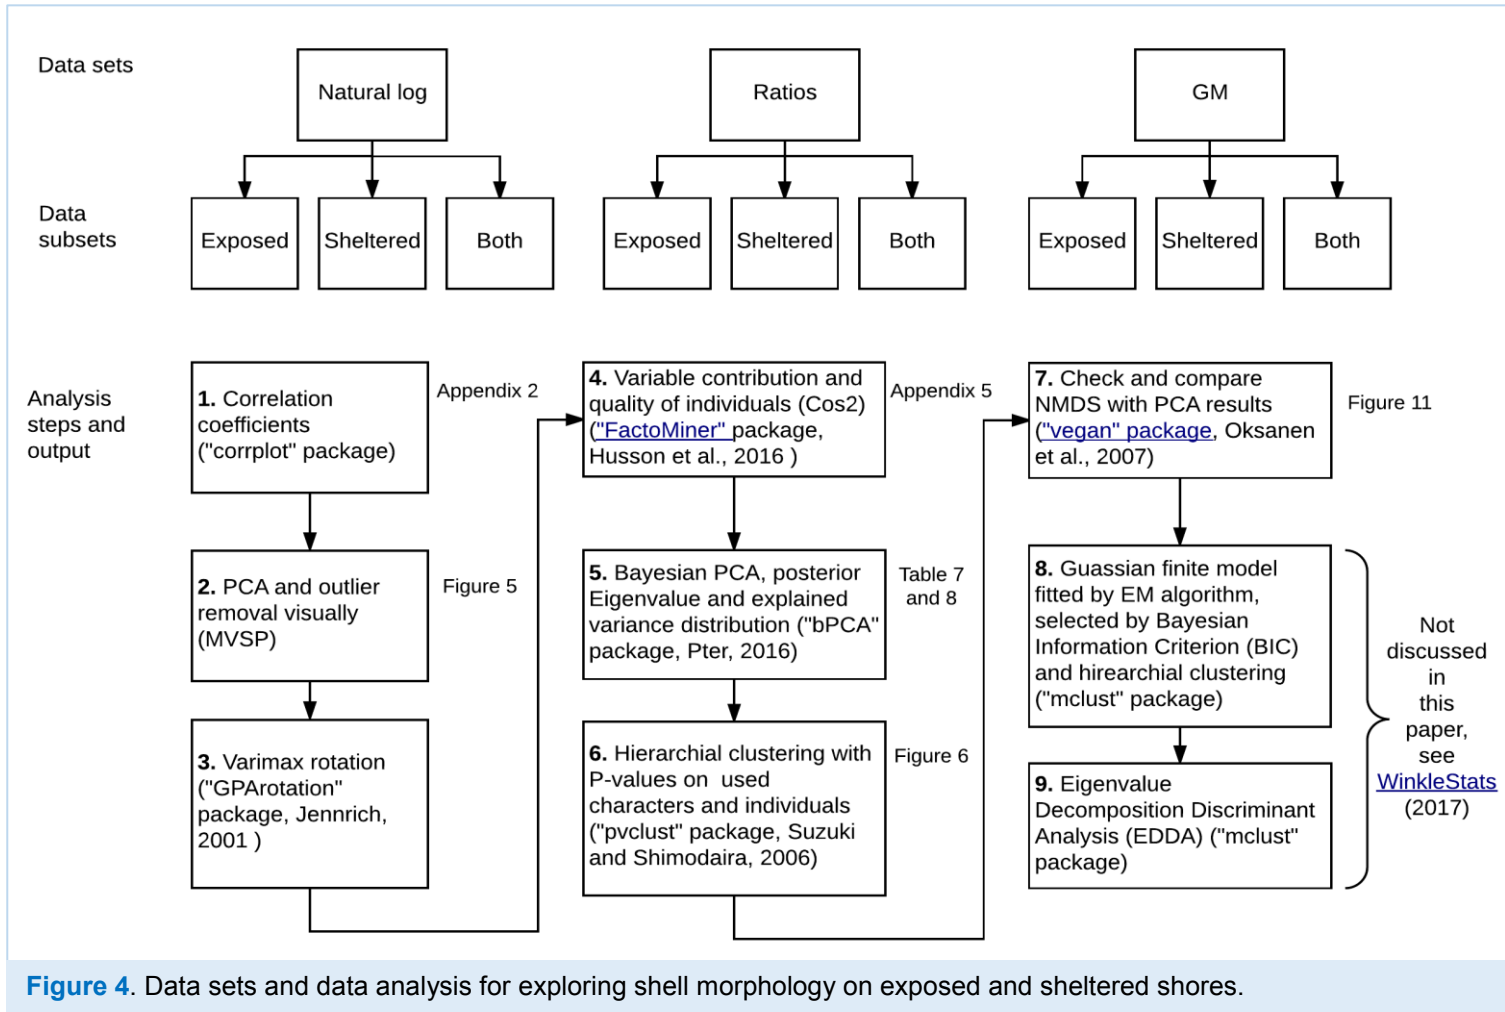 Data sets
Natural log
Ratios
GM
Data
subsets
Exposed
Sheltered
Both
Exposed
Sheltered
Both
Exposed
Sheltered
Both
Analysis
steps and
output
1. Correlation
coefficients
("corrplot" package)
Appendix 2
2. PCA and outlier
removal visually
(MVSP)
Figure 5
3. Varimax rotation
("GPArotation"
package, Jennrich,
2001 )
4. Variable contribution and
quality of individuals (Cos2)
("FactoMiner" package,
Husson et al., 2016 )
Appendix 5
5. Bayesian PCA, posterior
Eigenvalue and explained
variance distribution ("bPCA"
package, Pter, 2016)
Table 7
and 8
6. Hierarchial clustering with
P-values on used
characters and individuals
("pvclust" package, Suzuki
and Shimodaira, 2006)
Figure 6
7. Check and compare
NMDS with PCA results
("vegan" package, Oksanen
et al., 2007)
Figure 11
8. Guassian finite model
fitted by EM algorithm,
selected by Bayesian
Information Criterion (BIC)
and hirearchial clustering
("mclust" package)
9. Eigenvalue
Decomposition Discriminant
Analysis (EDDA) ("mclust"
package)
Not
discussed
in
this
paper,
see
WinkleStats
(2017)
Figure 4. Data sets and data analysis for exploring shell morphology on exposed and sheltered shores.